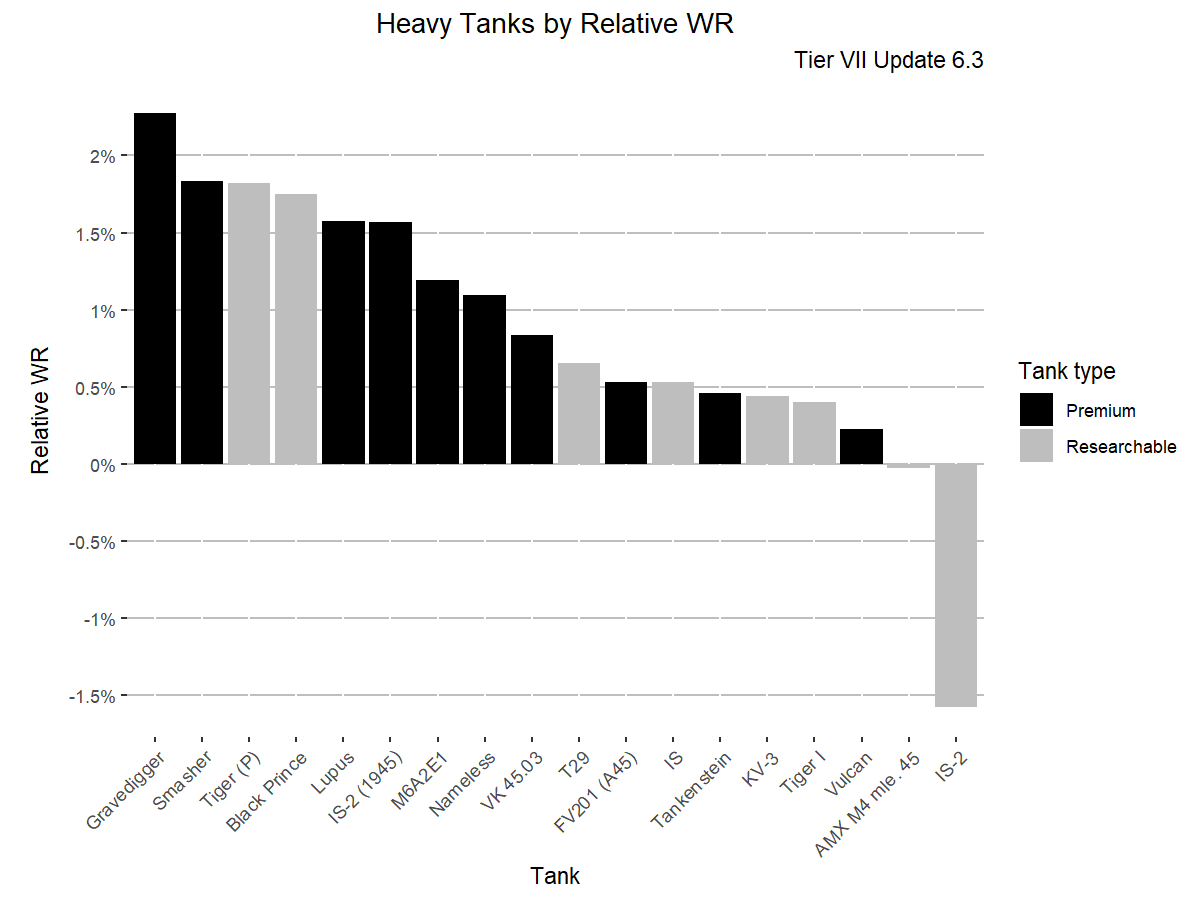 Heavy Tanks by Relative WR
Tier VII Update 6.3
2%
1.5%
1%
0.5%
0%
-0.5%
-1%
-1.5%
Relative WR
Gravedigger
Smasher
Tiger (P)
Black Prince
Lupus
IS-2 (1945)
M6A2E1
Nameless
VK 45.03
T29
FV201 (A45)
IS
Tankenstein
KV-3
Tiger I
Vulcan
AMX M4 mle. 45
IS-2
Tank
Tank type
Premium
Researchable